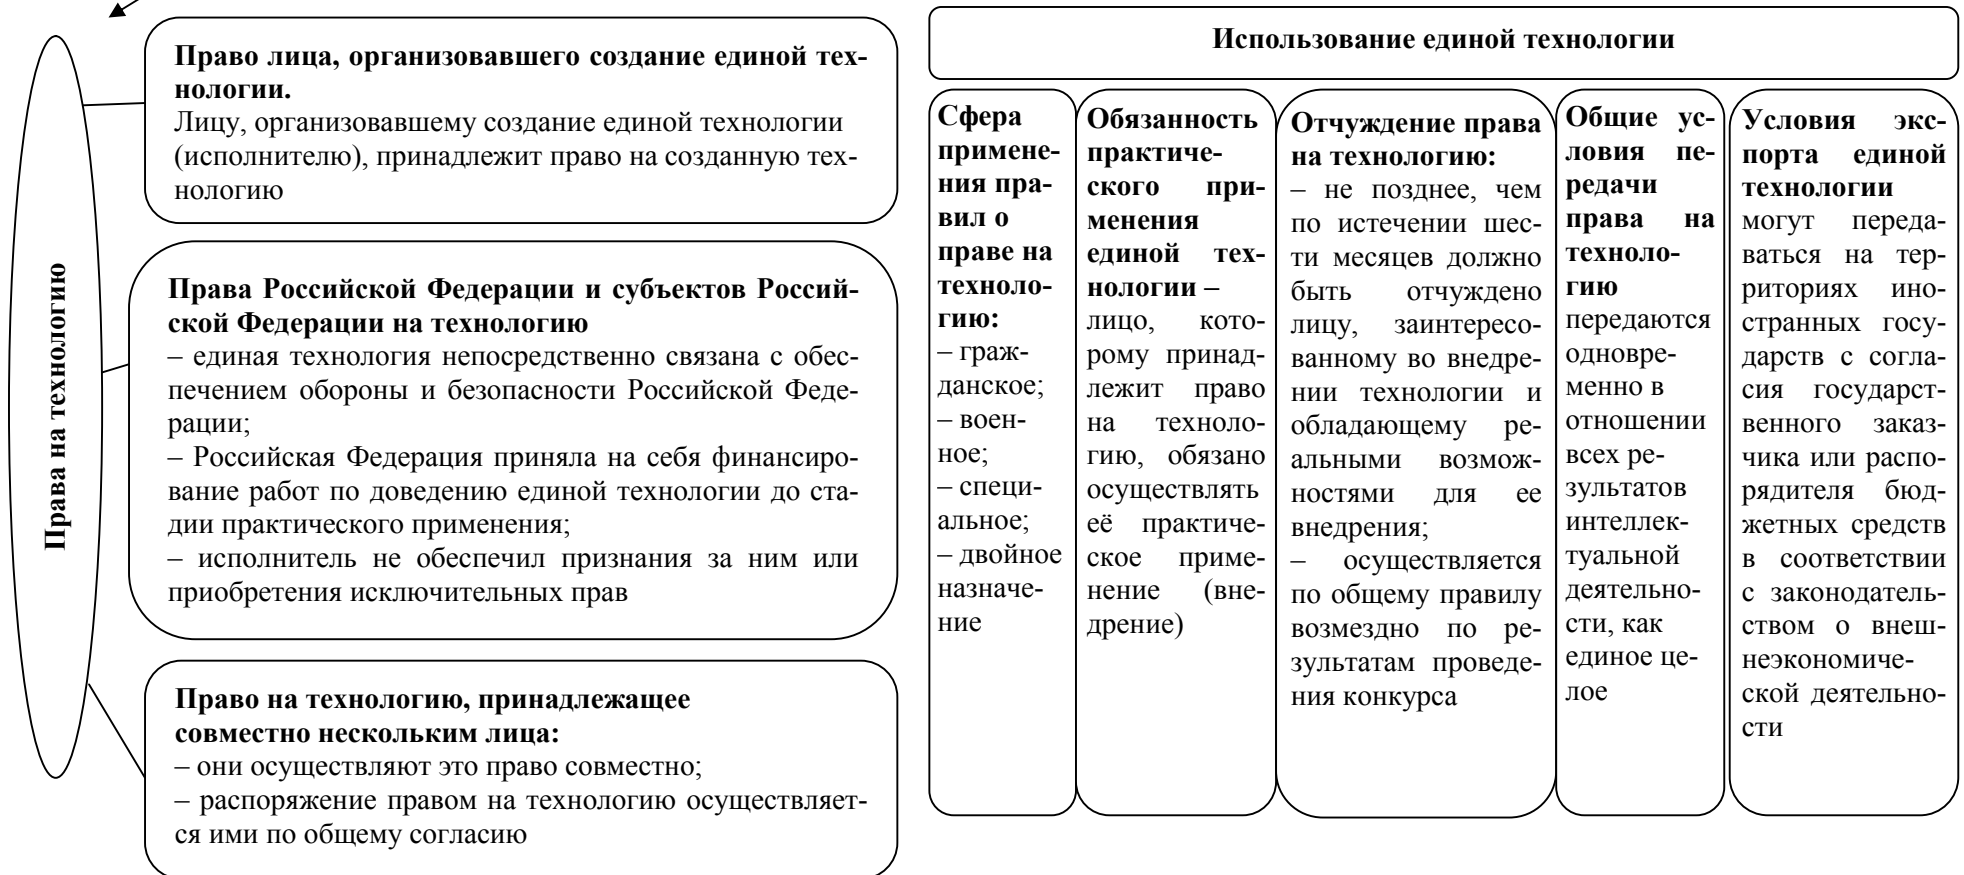 Права на технологию
Право лица, организовавшего создание единой тех-
нологии.
Лицу, организовавшему создание единой технологии
(исполнителю), принадлежит право на созданную тех-
нологию
Права Российской Федерации и субъектов Россий-
ской Федерации на технологию
– единая технология непосредственно связана с обес-
печением обороны и безопасности Российской Феде-
рации;
– Российская Федерация приняла на себя финансиро-
вание работ по доведению единой технологии до ста-
дии практического применения;
– исполнитель не обеспечил признания за ним или
приобретения исключительных прав
Право на технологию, принадлежащее
совместно нескольким лица:
– они осуществляют это право совместно;
– распоряжение правом на технологию осуществляет-
ся ими по общему согласию
Использование единой технологии
Сфера
примене-
ния пра-
вил о
праве на
техноло-
гию:
– граж-
данское;
– воен-
ное;
– специ-
альное;
– двойное
назначе-
ние
Обязанность
практиче-
ского при-
менения
единой тех-
нологии –
лицо, кото-
рому принад-
лежит право
на техноло-
гию, обязано
осуществлять
её практиче-
ское приме-
нение (вне-
дрение)
Отчуждение права
на технологию:
– не позднее, чем
по истечении шес-
ти месяцев должно
быть отчуждено
лицу, заинтересо-
ванному во внедре-
нии технологии и
обладающему ре-
альными возмож-
ностями для ее
внедрения;
– осуществляется
по общему правилу
возмездно по ре-
зультатам проведе-
ния конкурса
Общие ус-
ловия пе-
редачи
права на
техноло-
гию
передаются
одновре-
менно в
отношении
всех ре-
зультатов
интеллек-
туальной
деятельно-
сти, как
единое це-
лое
Условия экс-
порта единой
технологии
могут переда-
ваться на тер-
риториях ино-
странных госу-
дарств с согла-
сия государст-
венного заказ-
чика или распо-
рядителя бюд-
жетных средств
в соответствии
с законодатель-
ством о внеш-
неэкономиче-
ской деятельно-
сти